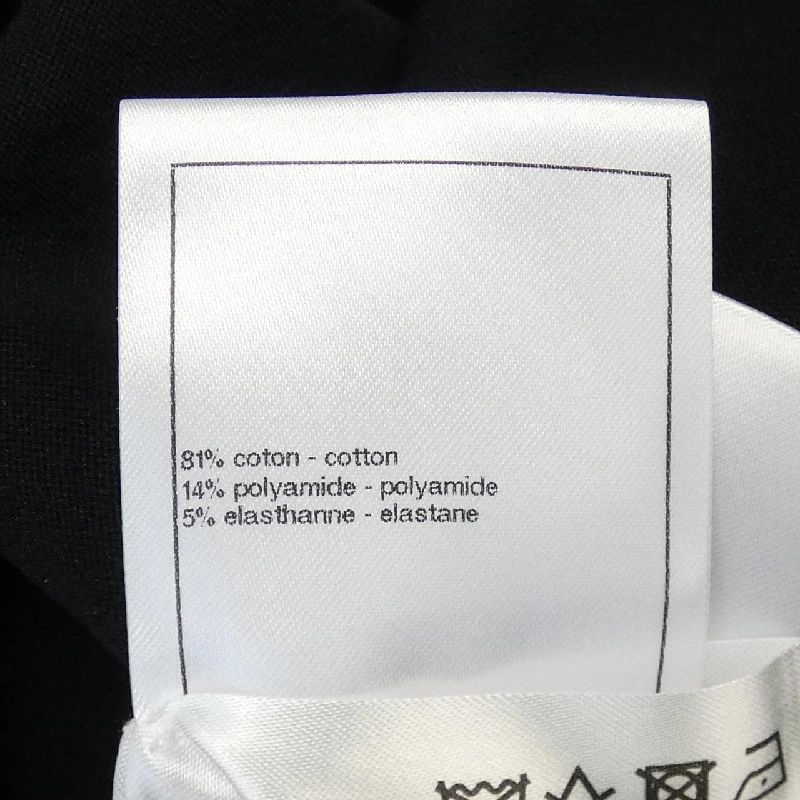 81% coton - cotton
14% polyamide - polyamide
5% elasthanne - elastane